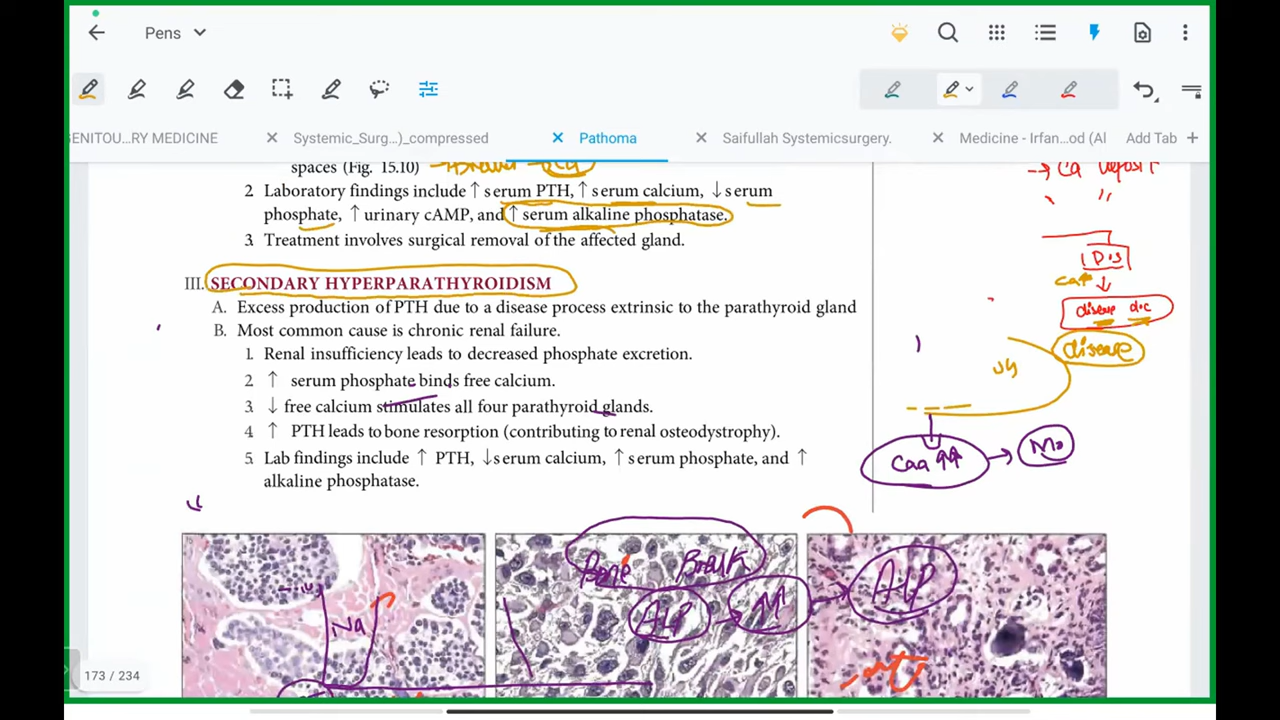 Pens
GENITOU...RY MEDICINE
Systemic_Surg...)_compressed
Pathoma
Saifullah Systemicsurgery.
Medicine - Irfan...od (Al
Add Tab
spaces (Fig. 15.10)
2. Laboratory findings include ↑ serum PTH, ↑ serum calcium, ↓ serum
phosphate, ↑ urinary cAMP, and ↑ serum alkaline phosphatase.
3. Treatment involves surgical removal of the affected gland.
III. SECONDARY HYPERPARATHYROIDISM
A. Excess production of PTH due to a disease process extrinsic to the parathyroid gland
B. Most common cause is chronic renal failure.
1. Renal insufficiency leads to decreased phosphate excretion.
2. ↑ serum phosphate binds free calcium.
3. ↓ free calcium stimulates all four parathyroid glands.
4. ↑ PTH leads to bone resorption (contributing to renal osteodystrophy).
5. Lab findings include ↑ PTH, ↓ serum calcium, ↑ serum phosphate, and ↑
alkaline phosphatase.
→ Ca Deposit
disease
disease
Caa ↑↑ →
Bone Break
ALP → ↑↑ → ALP
Na
173 / 234